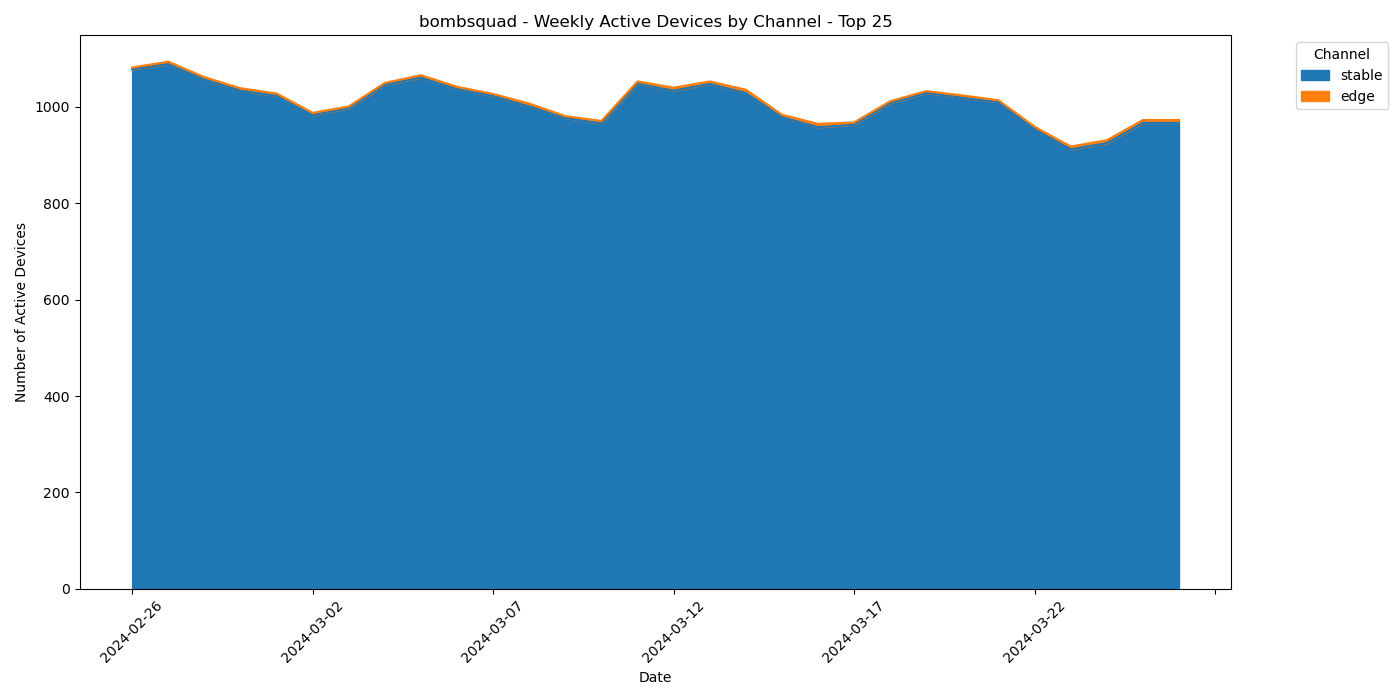 bombsquad - Weekly Active Devices by Channel - Top 25
Channel
stable
edge
Number of Active Devices
1000
800
600
400
200
0
2024-02-26
2024-03-02
2024-03-07
2024-03-12
2024-03-17
2024-03-22
Date